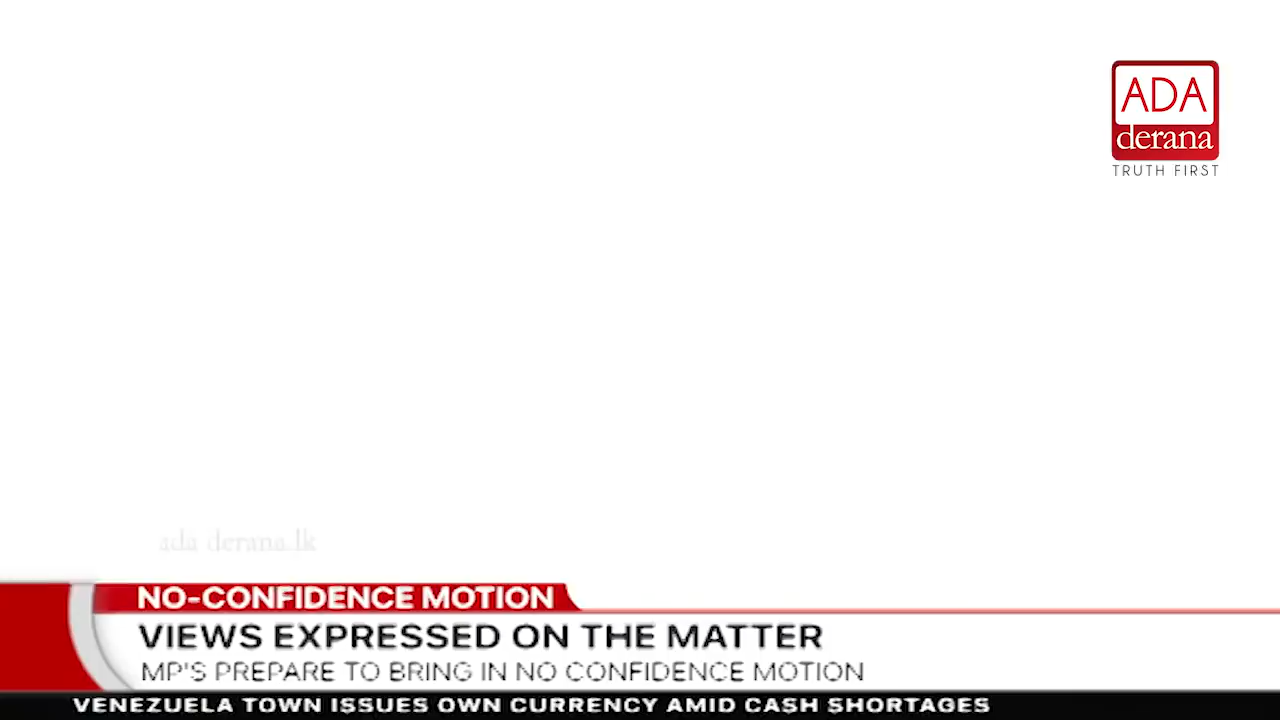 ADA
derana
TRUTH FIRST
ada derana.lk
NO-CONFIDENCE MOTION
VIEWS EXPRESSED ON THE MATTER
MP'S PREPARE TO BRING IN NO CONFIDENCE MOTION
VENEZUELA TOWN ISSUES OWN CURRENCY AMID CASH SHORTAGES